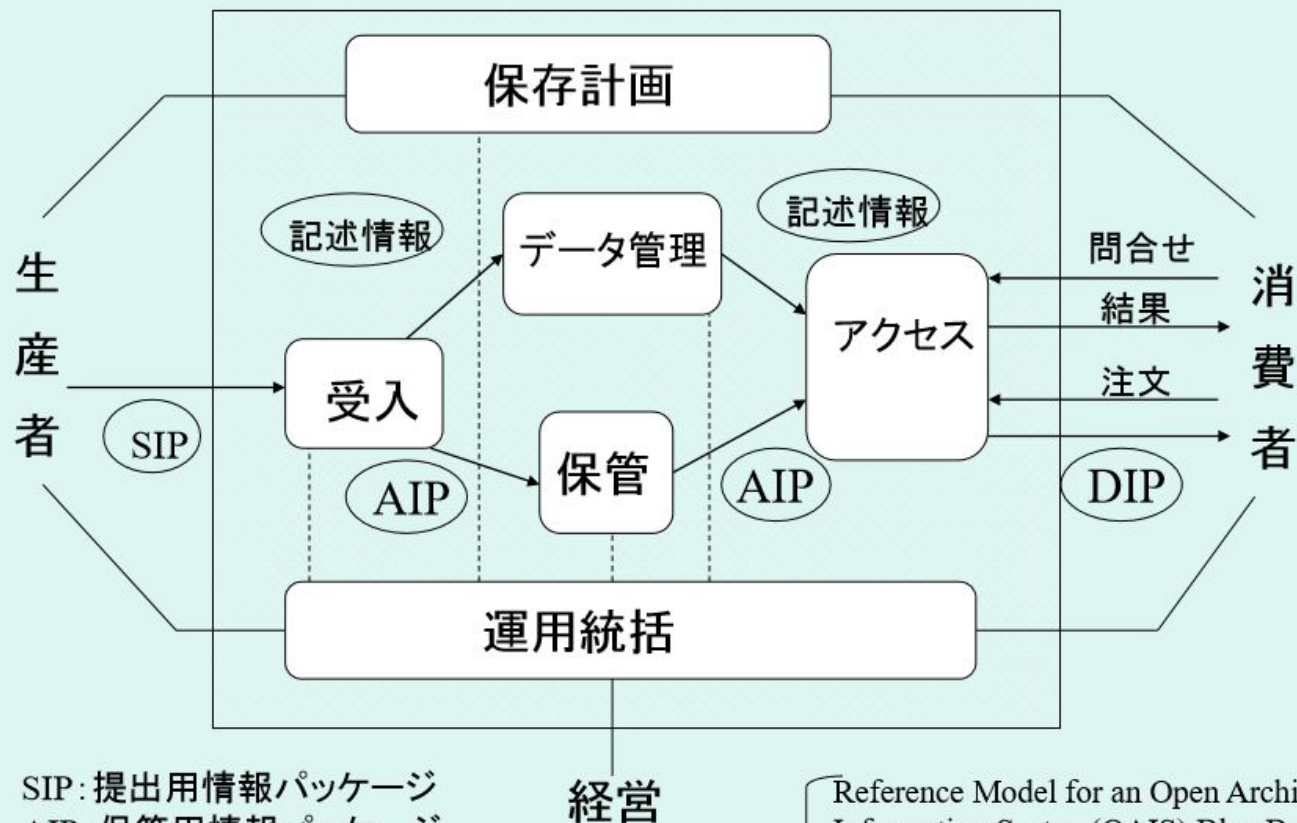 保存計画
記述情報
記述情報
データ管理
生産者
受入
アクセス
問合せ
結果
注文
消費者
SIP
AIP
保管
AIP
DIP
運用統括
SIP:提出用情報パッケージ
経営
Reference Model for an Open Archi